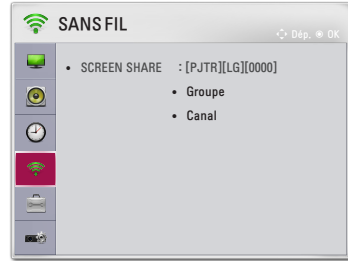 SANS FIL
Dép. OK
• SCREEN SHARE : [PJTR][LG][0000]
• Groupe
• Canal